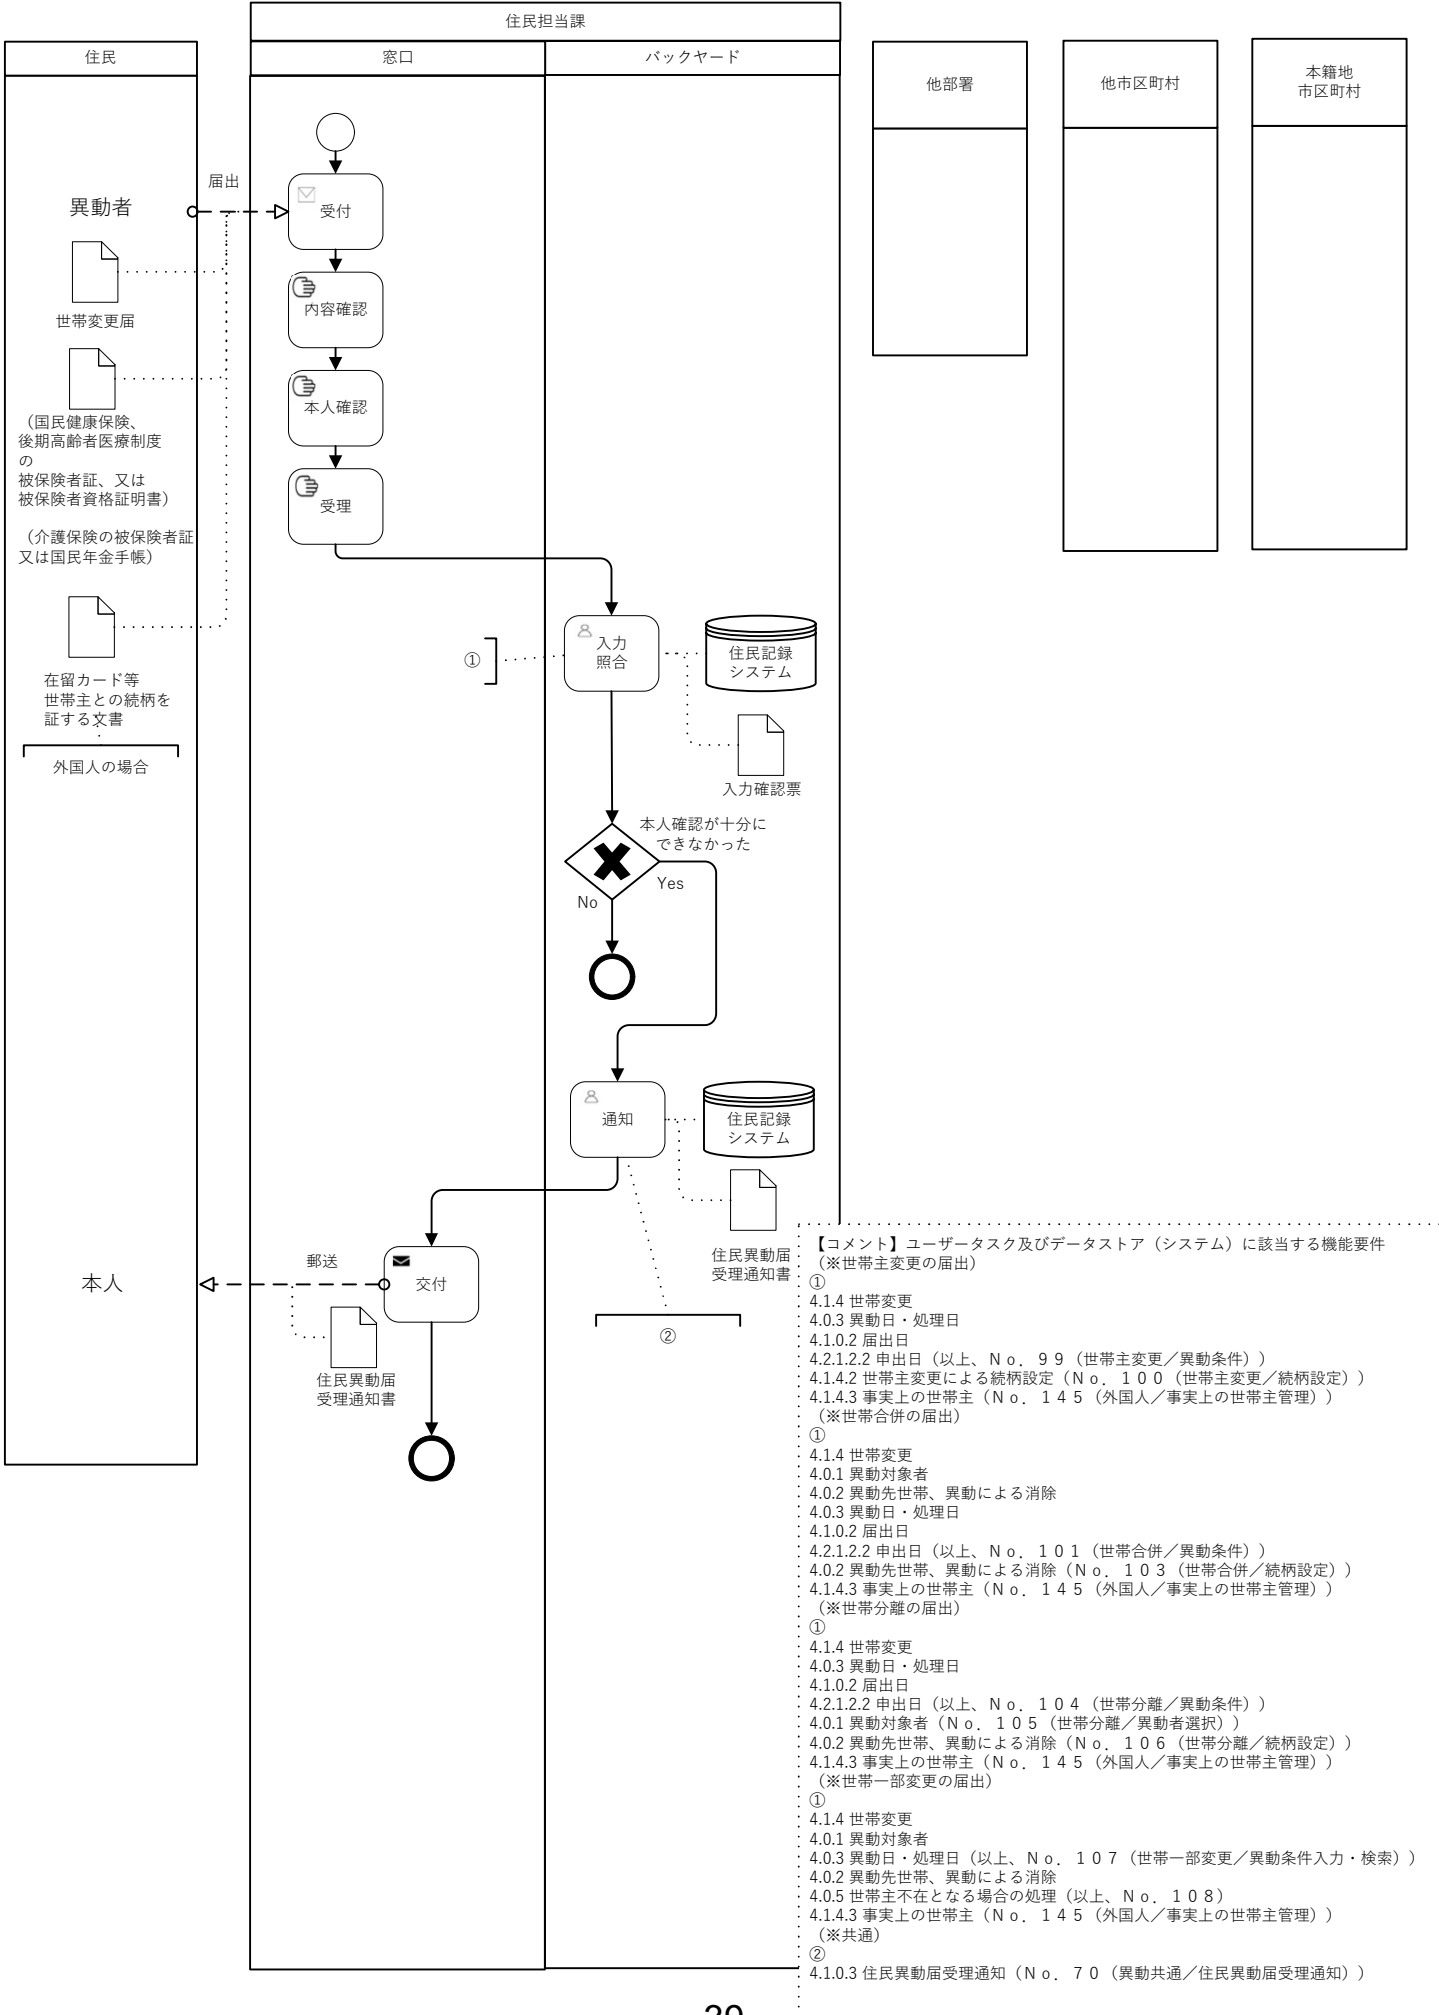 住民担当課
住民
窓口
バックヤード
他部署
他市区町村
本籍地
市区町村
届出
異動者
受付
世帯変更届
内容確認
（国民健康保険、
後期高齢者医療制度
の
被保険者証、又は
被保険者資格証明書）
（介護保険の被保険者証
又は国民年金手帳）
本人確認
受理
在留カード等
世帯主との続柄を
証する文書
外国人の場合
①
入力
照合
住民記録
システム
入力確認票
本人確認が十分に
できなかった
Yes
No
通知
住民記録
システム
住民異動届
受理通知書
②
郵送
本人
交付
住民異動届
受理通知書
【コメント】ユーザータスク及びデータストア（システム）に該当する機能要件
（※世帯主変更の届出）
①
4.1.4 世帯変更
4.0.3 異動日・処理日
4.1.0.2 届出日
4.2.1.2.2 申出日（以上、Ｎｏ．９９（世帯主変更／異動条件））
4.1.4.2 世帯主変更による続柄設定（Ｎｏ．１００（世帯主変更／続柄設定））
4.1.4.3 事実上の世帯主（Ｎｏ．１４５（外国人／事実上の世帯主管理））
（※世帯合併の届出）
①
4.1.4 世帯変更
4.0.1 異動対象者
4.0.2 異動先世帯、異動による消除
4.0.3 異動日・処理日
4.1.0.2 届出日
4.2.1.2.2 申出日（以上、Ｎｏ．１０１（世帯合併／異動条件））
4.0.2 異動先世帯、異動による消除（Ｎｏ．１０３（世帯合併／続柄設定））
4.1.4.3 事実上の世帯主（Ｎｏ．１４５（外国人／事実上の世帯主管理））
（※世帯分離の届出）
①
4.1.4 世帯変更
4.0.3 異動日・処理日
4.1.0.2 届出日
4.2.1.2.2 申出日（以上、Ｎｏ．１０４（世帯分離／異動条件））
4.0.1 異動対象者（Ｎｏ．１０５（世帯分離／異動者選択））
4.0.2 異動先世帯、異動による消除（Ｎｏ．１０６（世帯分離／続柄設定））
4.1.4.3 事実上の世帯主（Ｎｏ．１４５（外国人／事実上の世帯主管理））
（※世帯一部変更の届出）
①
4.1.4 世帯変更
4.0.1 異動対象者
4.0.3 異動日・処理日（以上、Ｎｏ．１０７（世帯一部変更／異動条件入力・検索））
4.0.2 異動先世帯、異動による消除
4.0.5 世帯主不在となる場合の処理（以上、Ｎｏ．１０８）
4.1.4.3 事実上の世帯主（Ｎｏ．１４５（外国人／事実上の世帯主管理））
（※共通）
②
4.1.0.3 住民異動届受理通知（Ｎｏ．７０（異動共通／住民異動届受理通知））